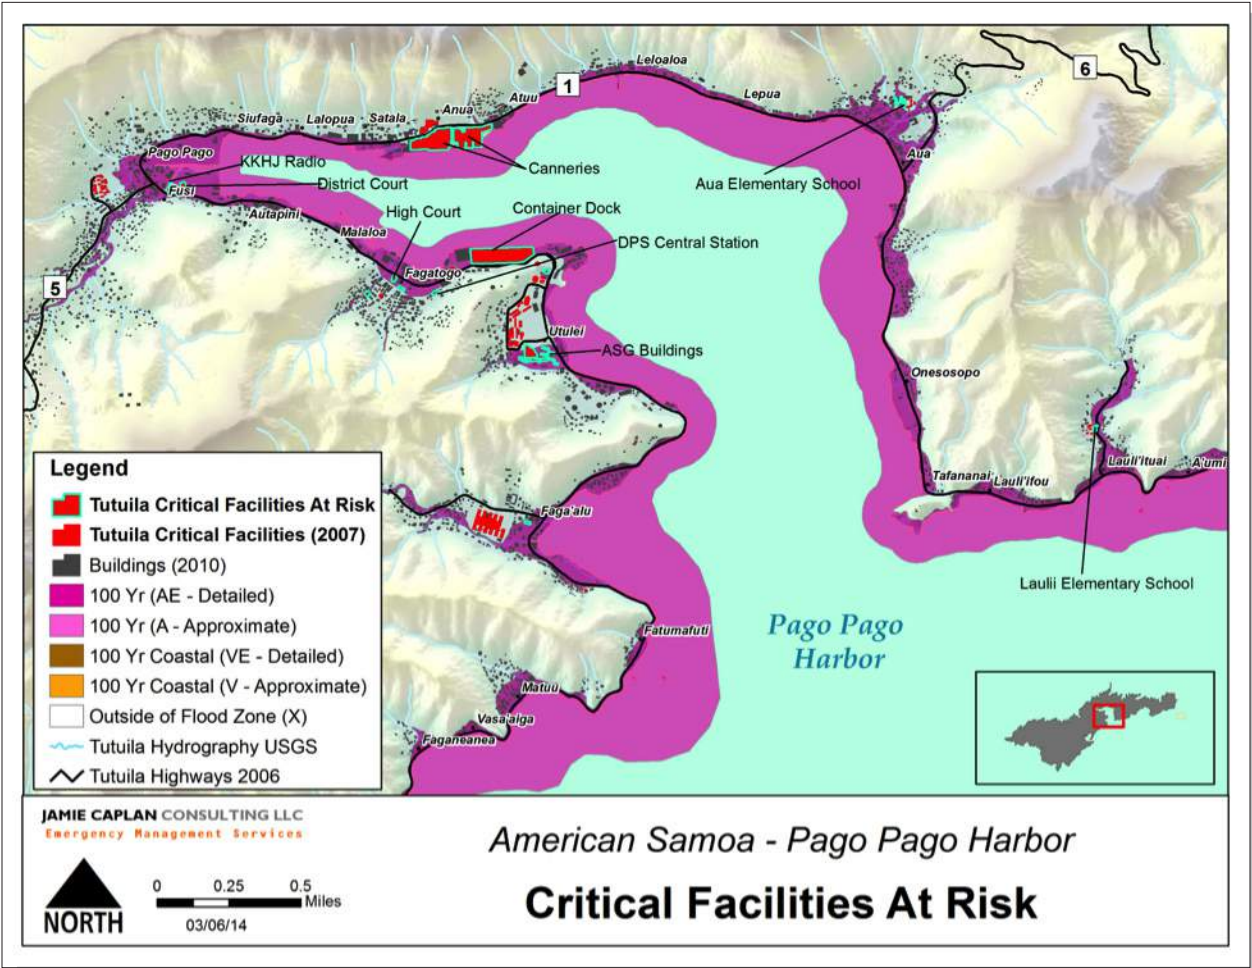 Leloaloa
6
1
Lepua
Atuu
Anua
Satala
Lalopua
Siufaga
Pago Pago
KKHJ Radio
Canneries
Aua
Fusi
District Court
Aua Elementary School
Autapini
High Court
Container Dock
Malaloa
DPS Central Station
Fagatogo
5
Utulei
ASG Buildings
Onesosopo
Lauli'ituai
A'umi
Tafananai
Lauli'ifou
Faga'alu
Laulii Elementary School
Pago Pago
Harbor
Fatumafuti
Matuu
Vasa'aiga
Faganeanea
Legend
Tutuila Critical Facilities At Risk
Tutuila Critical Facilities (2007)
Buildings (2010)
100 Yr (AE - Detailed)
100 Yr (A - Approximate)
100 Yr Coastal (VE - Detailed)
100 Yr Coastal (V - Approximate)
Outside of Flood Zone (X)
Tutuila Hydrography USGS
Tutuila Highways 2006
JAMIE CAPLAN CONSULTING LLC
Emergency Management Services
NORTH
0 0.25 0.5
Miles
03/06/14
American Samoa - Pago Pago Harbor
Critical Facilities At Risk